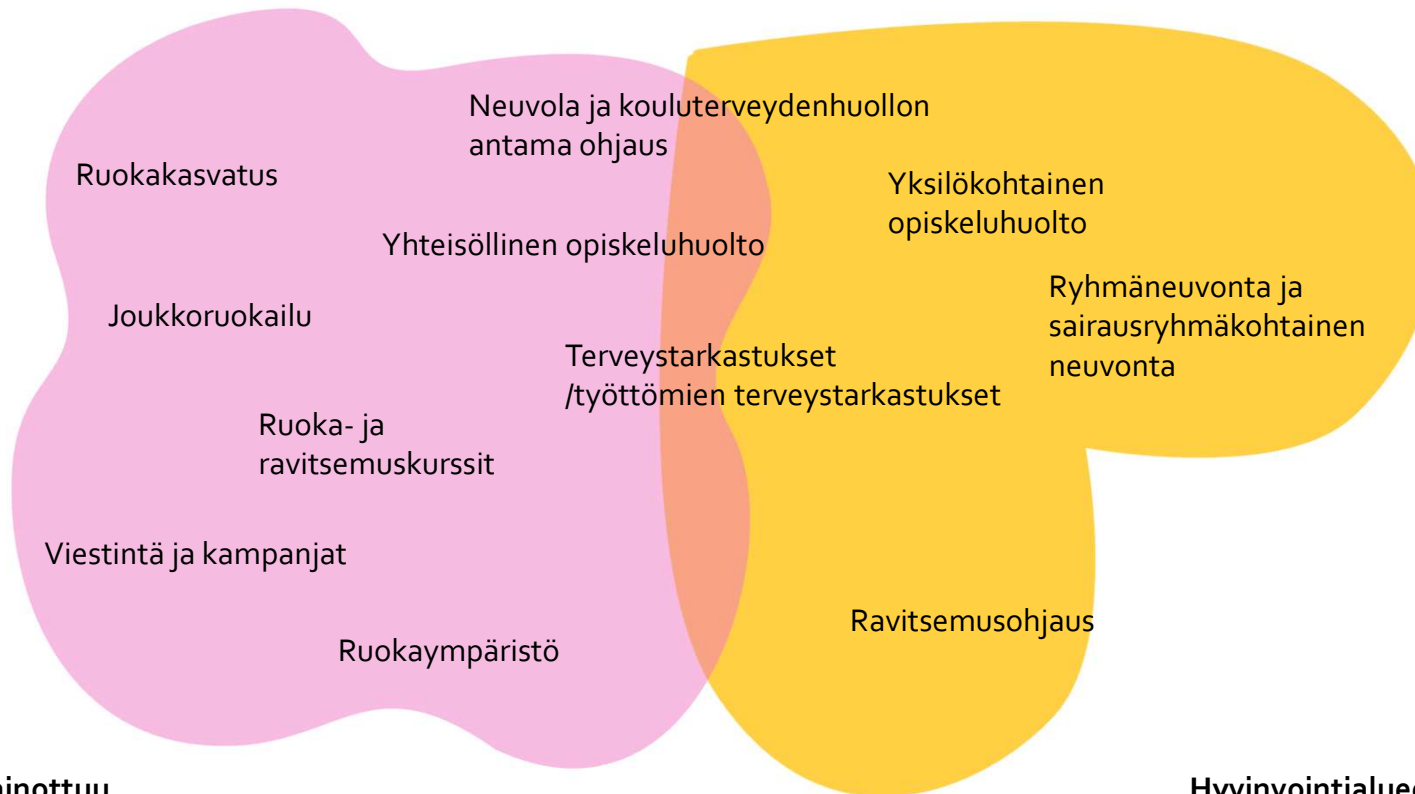 Neuvola ja kouluterveydenhuollon
antama ohjaus
Ruokakasvatus
Yksilökohtainen
opiskeluhuolto
Yhteisöllinen opiskeluhuolto
Ryhmäneuvonta ja
sairausryhmäkohtainen
neuvonta
Joukkoruokailu
Terveystarkastukset
/työttömien terveystarkastukset
Ruoka- ja
ravitsemuskurssit
Viestintä ja kampanjat
Ravitsemusohjaus
Ruokaympäristö